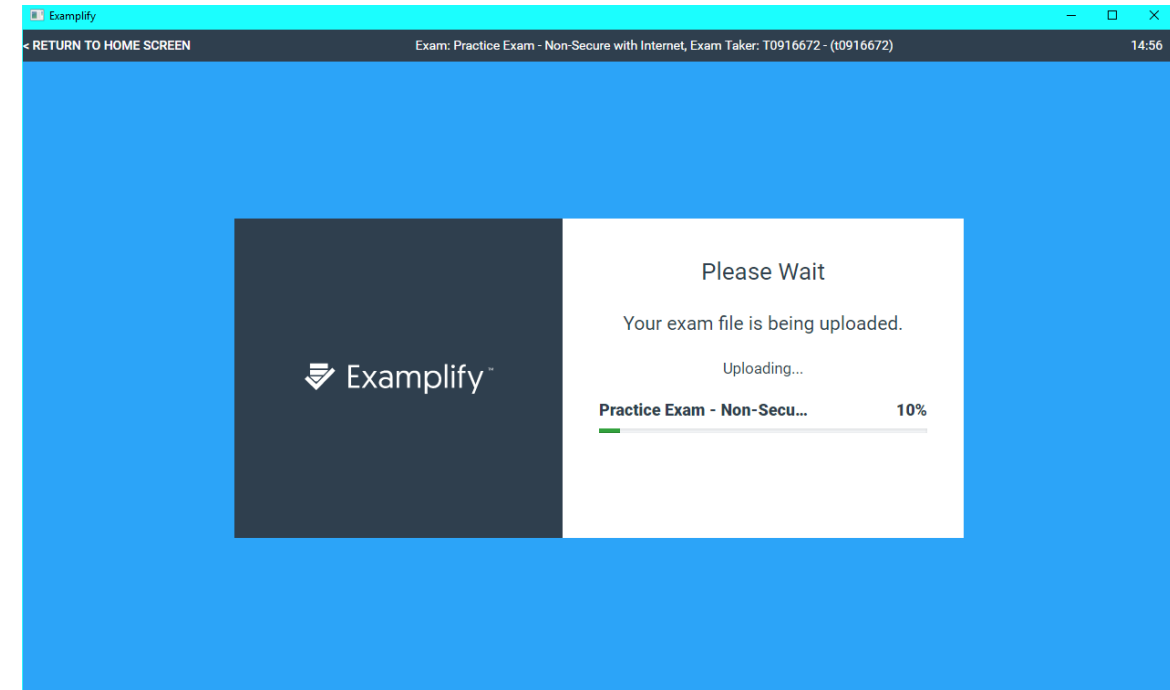 Examplify
< RETURN TO HOME SCREEN Exam: Practice Exam - Non-Secure with Internet, Exam Taker: T0916672 - (t0916672) 14:56
Examplify™
Please Wait
Your exam file is being uploaded.
Uploading...
Practice Exam - Non-Secu... 10%